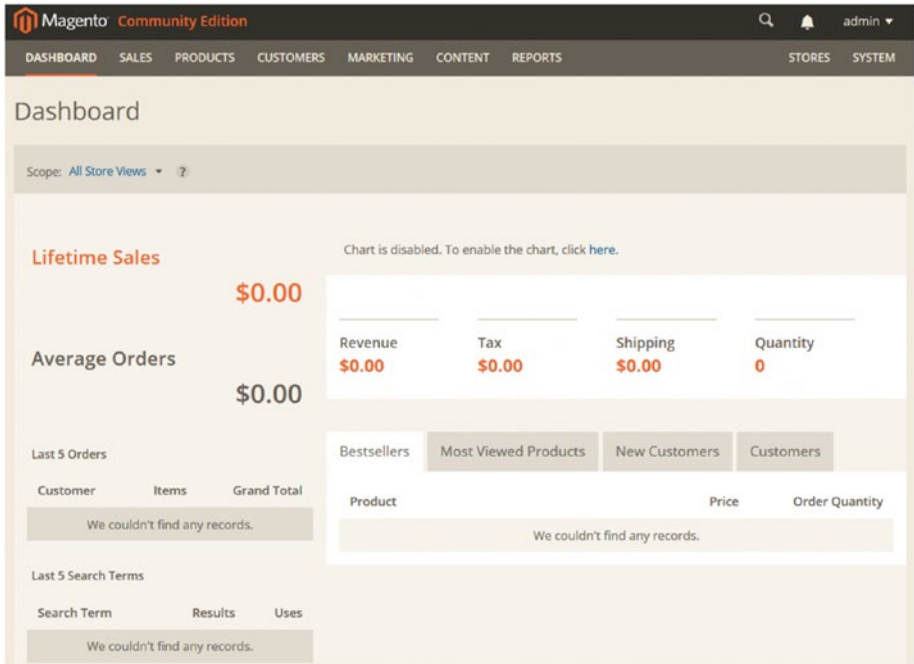 Magento Community Edition
admin
DASHBOARD SALES PRODUCTS CUSTOMERS MARKETING CONTENT REPORTS STORES SYSTEM
Dashboard
Scope: All Store Views ?
Lifetime Sales
$0.00
Average Orders
$0.00
Last 5 Orders
Customer Items Grand Total
We couldn't find any records.
Last 5 Search Terms
Search Term Results Uses
We couldn't find any records.
Chart is disabled. To enable the chart, click here.
Revenue Tax Shipping Quantity
$0.00 $0.00 $0.00 0
Bestsellers Most Viewed Products New Customers Customers
Product Price Order Quantity
We couldn't find any records.